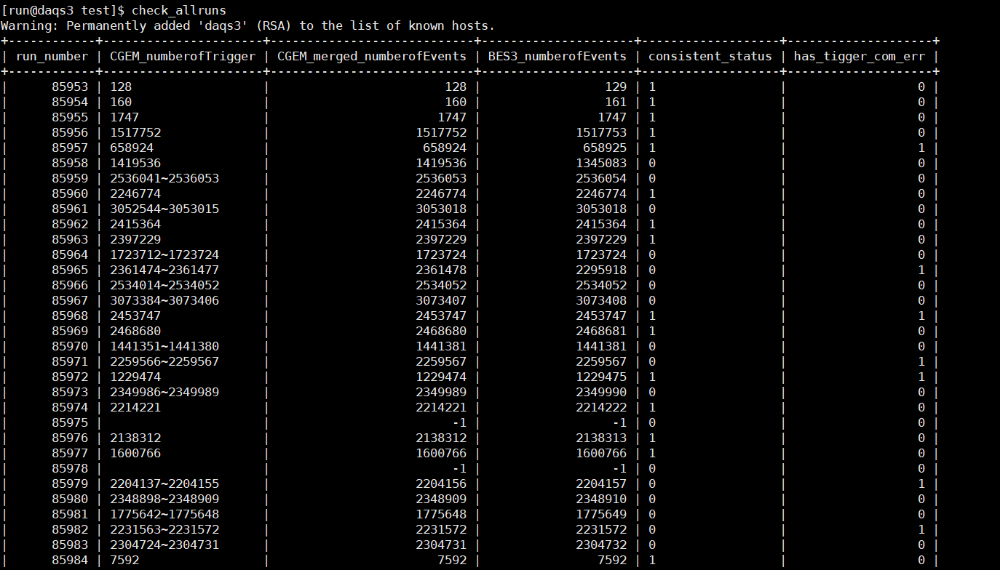 [run@daqs3 test]$ check_allruns
Warning: Permanently added 'daqs3' (RSA) to the list of known hosts.
+------------+----------------------+----------------------------+---------------------+-------------------+--------------------+
| run_number | CGEM_numberofTrigger | CGEM_merged_numberofEvents | BES3_numberofEvents | consistent_status | has_tigger_com_err |
+------------+----------------------+----------------------------+---------------------+-------------------+--------------------+
| 85953 | 128 | 128 | 129 | 1 | 0 |
| 85954 | 160 | 160 | 161 | 1 | 0 |
| 85955 | 1747 | 1747 | 1747 | 1 | 0 |
| 85956 | 1517752 | 1517752 | 1517753 | 1 | 0 |
| 85957 | 658924 | 658924 | 658925 | 1 | 1 |
| 85958 | 1419536 | 1419536 | 1345083 | 0 | 0 |
| 85959 | 2536041~2536053 | 2536053 | 2536054 | 0 | 0 |
| 85960 | 2246774 | 2246774 | 2246774 | 1 | 0 |
| 85961 | 3052544~3053015 | 3053018 | 3053018 | 0 | 0 |
| 85962 | 2415364 | 2415364 | 2415364 | 1 | 0 |
| 85963 | 2397229 | 2397229 | 2397229 | 1 | 0 |
| 85964 | 1723712~1723724 | 1723724 | 1723724 | 0 | 0 |
| 85965 | 2361474~2361477 | 2361478 | 2295918 | 0 | 1 |
| 85966 | 2534014~2534052 | 2534052 | 2534052 | 0 | 0 |
| 85967 | 3073384~3073406 | 3073407 | 3073408 | 0 | 0 |
| 85968 | 2453747 | 2453747 | 2453747 | 1 | 1 |
| 85969 | 2468680 | 2468680 | 2468681 | 1 | 0 |
| 85970 | 1441351~1441380 | 1441381 | 1441381 | 0 | 0 |
| 85971 | 2259566~2259567 | 2259567 | 2259567 | 0 | 1 |
| 85972 | 1229474 | 1229474 | 1229475 | 1 | 1 |
| 85973 | 2349986~2349989 | 2349989 | 2349990 | 0 | 0 |
| 85974 | 2214221 | 2214221 | 2214222 | 1 | 0 |
| 85975 | | -1 | -1 | 0 | 0 |
| 85976 | 2138312 | 2138312 | 2138313 | 1 | 0 |
| 85977 | 1600766 | 1600766 | 1600766 | 1 | 0 |
| 85978 | | -1 | -1 | 0 | 0 |
| 85979 | 2204137~2204155 | 2204156 | 2204157 | 0 | 1 |
| 85980 | 2348898~2348909 | 2348909 | 2348910 | 0 | 0 |
| 85981 | 1775642~1775648 | 1775648 | 1775649 | 0 | 0 |
| 85982 | 2231563~2231572 | 2231572 | 2231572 | 0 | 1 |
| 85983 | 2304724~2304731 | 2304731 | 2304732 | 0 | 0 |
| 85984 | 7592 | 7592 | 7592 | 1 | 0 |